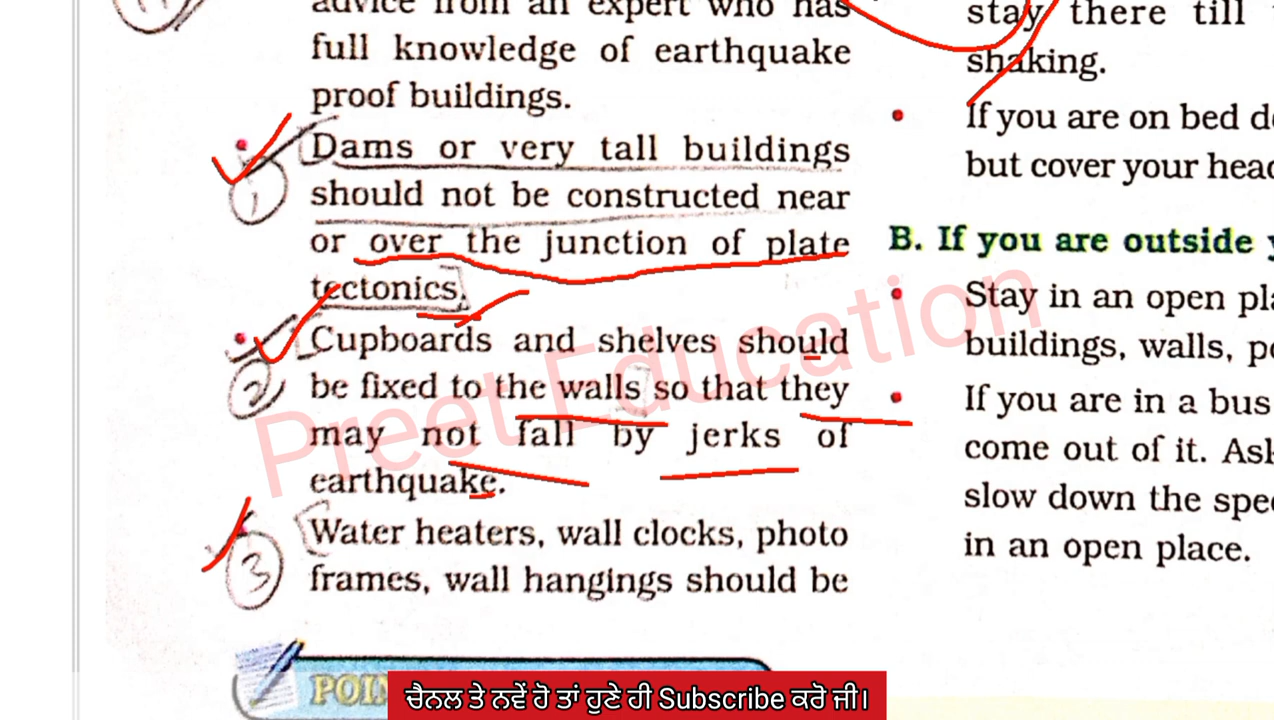 advice from an expert who has
full knowledge of earthquake
proof buildings.
Dams or very tall buildings
should not be constructed near
or over the junction of plate
tectonics.
Cupboards and shelves should
be fixed to the walls so that they
may not fall by jerks of
earthquake.
Water heaters, wall clocks, photo
frames, wall hangings should be
1
2
3
stay there till
shaking.
If you are on bed d
but cover your head
B. If you are outside
Stay in an open pla
buildings, walls, p
If you are in a bus
come out of it. Ask
slow down the spe
in an open place.
Preet Education
POI
ਚੈਨਲ ਤੇ ਨਵੇਂ ਹੋ ਤਾਂ ਹੁਣੇ ਹੀ Subscribe ਕਰੋ ਜੀ।